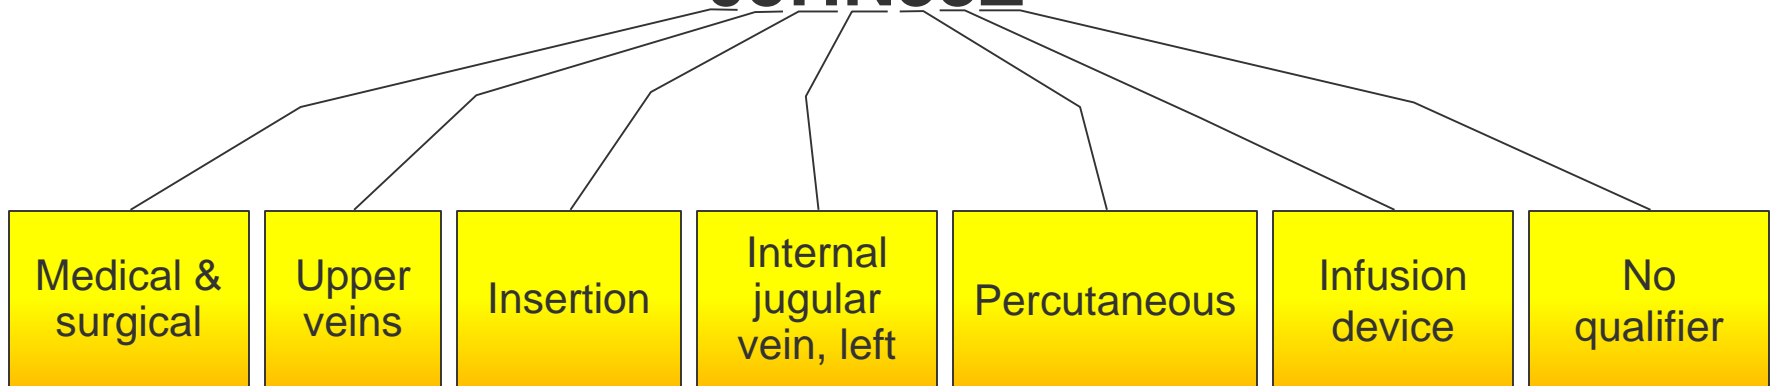 Medical &
surgical
Upper
veins
Insertion
Internal
jugular
vein, left
Percutaneous
Infusion
device
No
qualifier